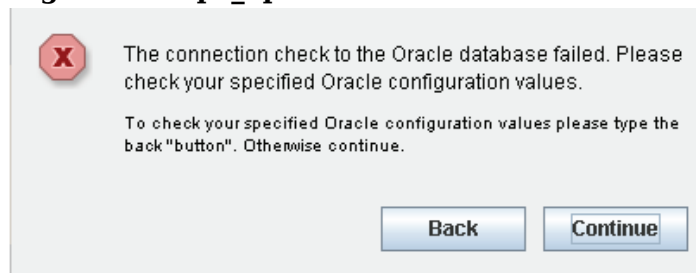 The connection check to the Oracle database failed. Please
check your specified Oracle configuration values.
To check your specified Oracle configuration values please type the
back "button". Otherwise continue.
Back
Continue